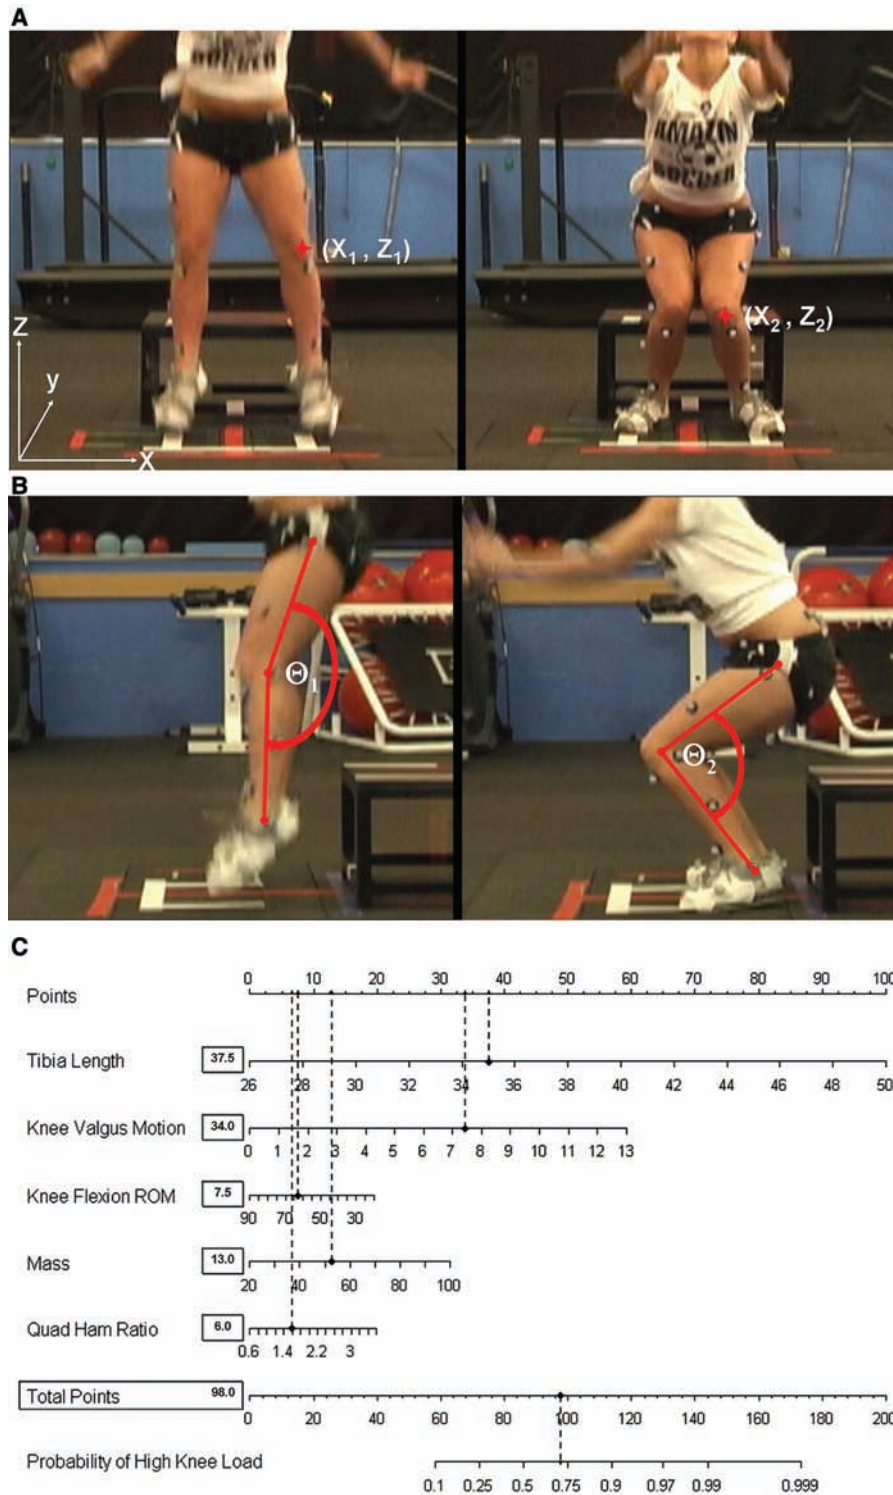 A
(X1 , Z1)
(X2 , Z2)
AMAZIN
SOCCER
Z
y
X
B
Θ1
Θ2
C
0 10 20 30 40 50 60 70 80 90 100
Points
Tibia Length 37.5
26 28 30 32 34 36 38 40 42 44 46 48 50
Knee Valgus Motion 34.0
0 1 2 3 4 5 6 7 8 9 10 11 12 13
Knee Flexion ROM 7.5
90 70 50 30
Mass 13.0
20 40 60 80 100
Quad Ham Ratio 6.0
0.6 1.4 2.2 3
Total Points 98.0
0 20 40 60 80 100 120 140 160 180 200
Probability of High Knee Load
0.1 0.25 0.5 0.75 0.9 0.97 0.99 0.999